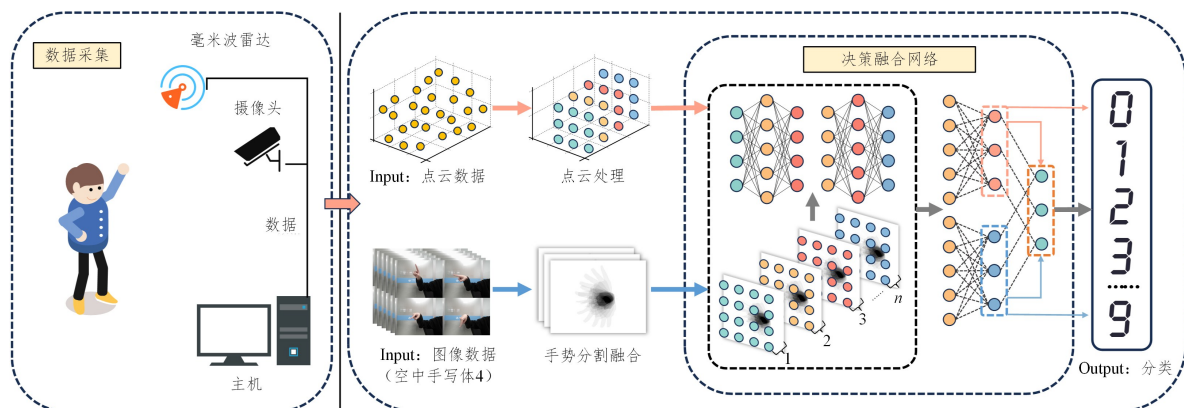 数据采集
毫米波雷达
摄像头
数据
主机
Input：点云数据
点云处理
Input：图像数据
（空中手写体4）
手势分割融合
决策融合网络
1
2
3
......
n
0
1
2
3
......
9
Output：分类